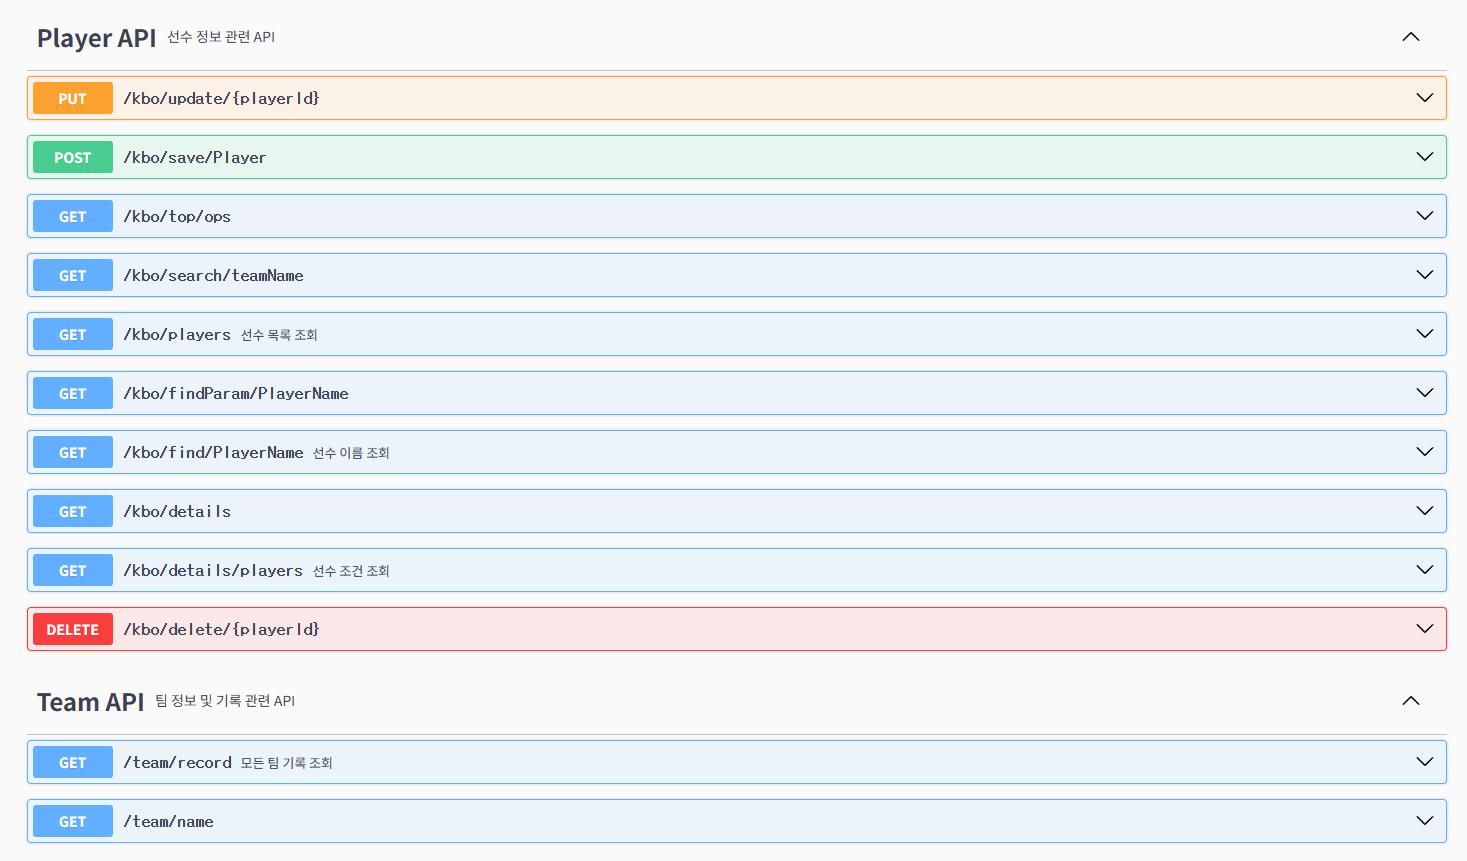 Player API 선수 정보 관련 API
PUT /kbo/update/{playerId}
POST /kbo/save/Player
GET /kbo/top/ops
GET /kbo/search/teamName
GET /kbo/players 선수 목록 조회
GET /kbo/findParam/PlayerName
GET /kbo/find/PlayerName 선수 이름 조회
GET /kbo/details
GET /kbo/details/players 선수 조건 조회
DELETE /kbo/delete/{playerId}
Team API 팀 정보 및 기록 관련 API
GET /team/record 모든 팀 기록 조회
GET /team/name